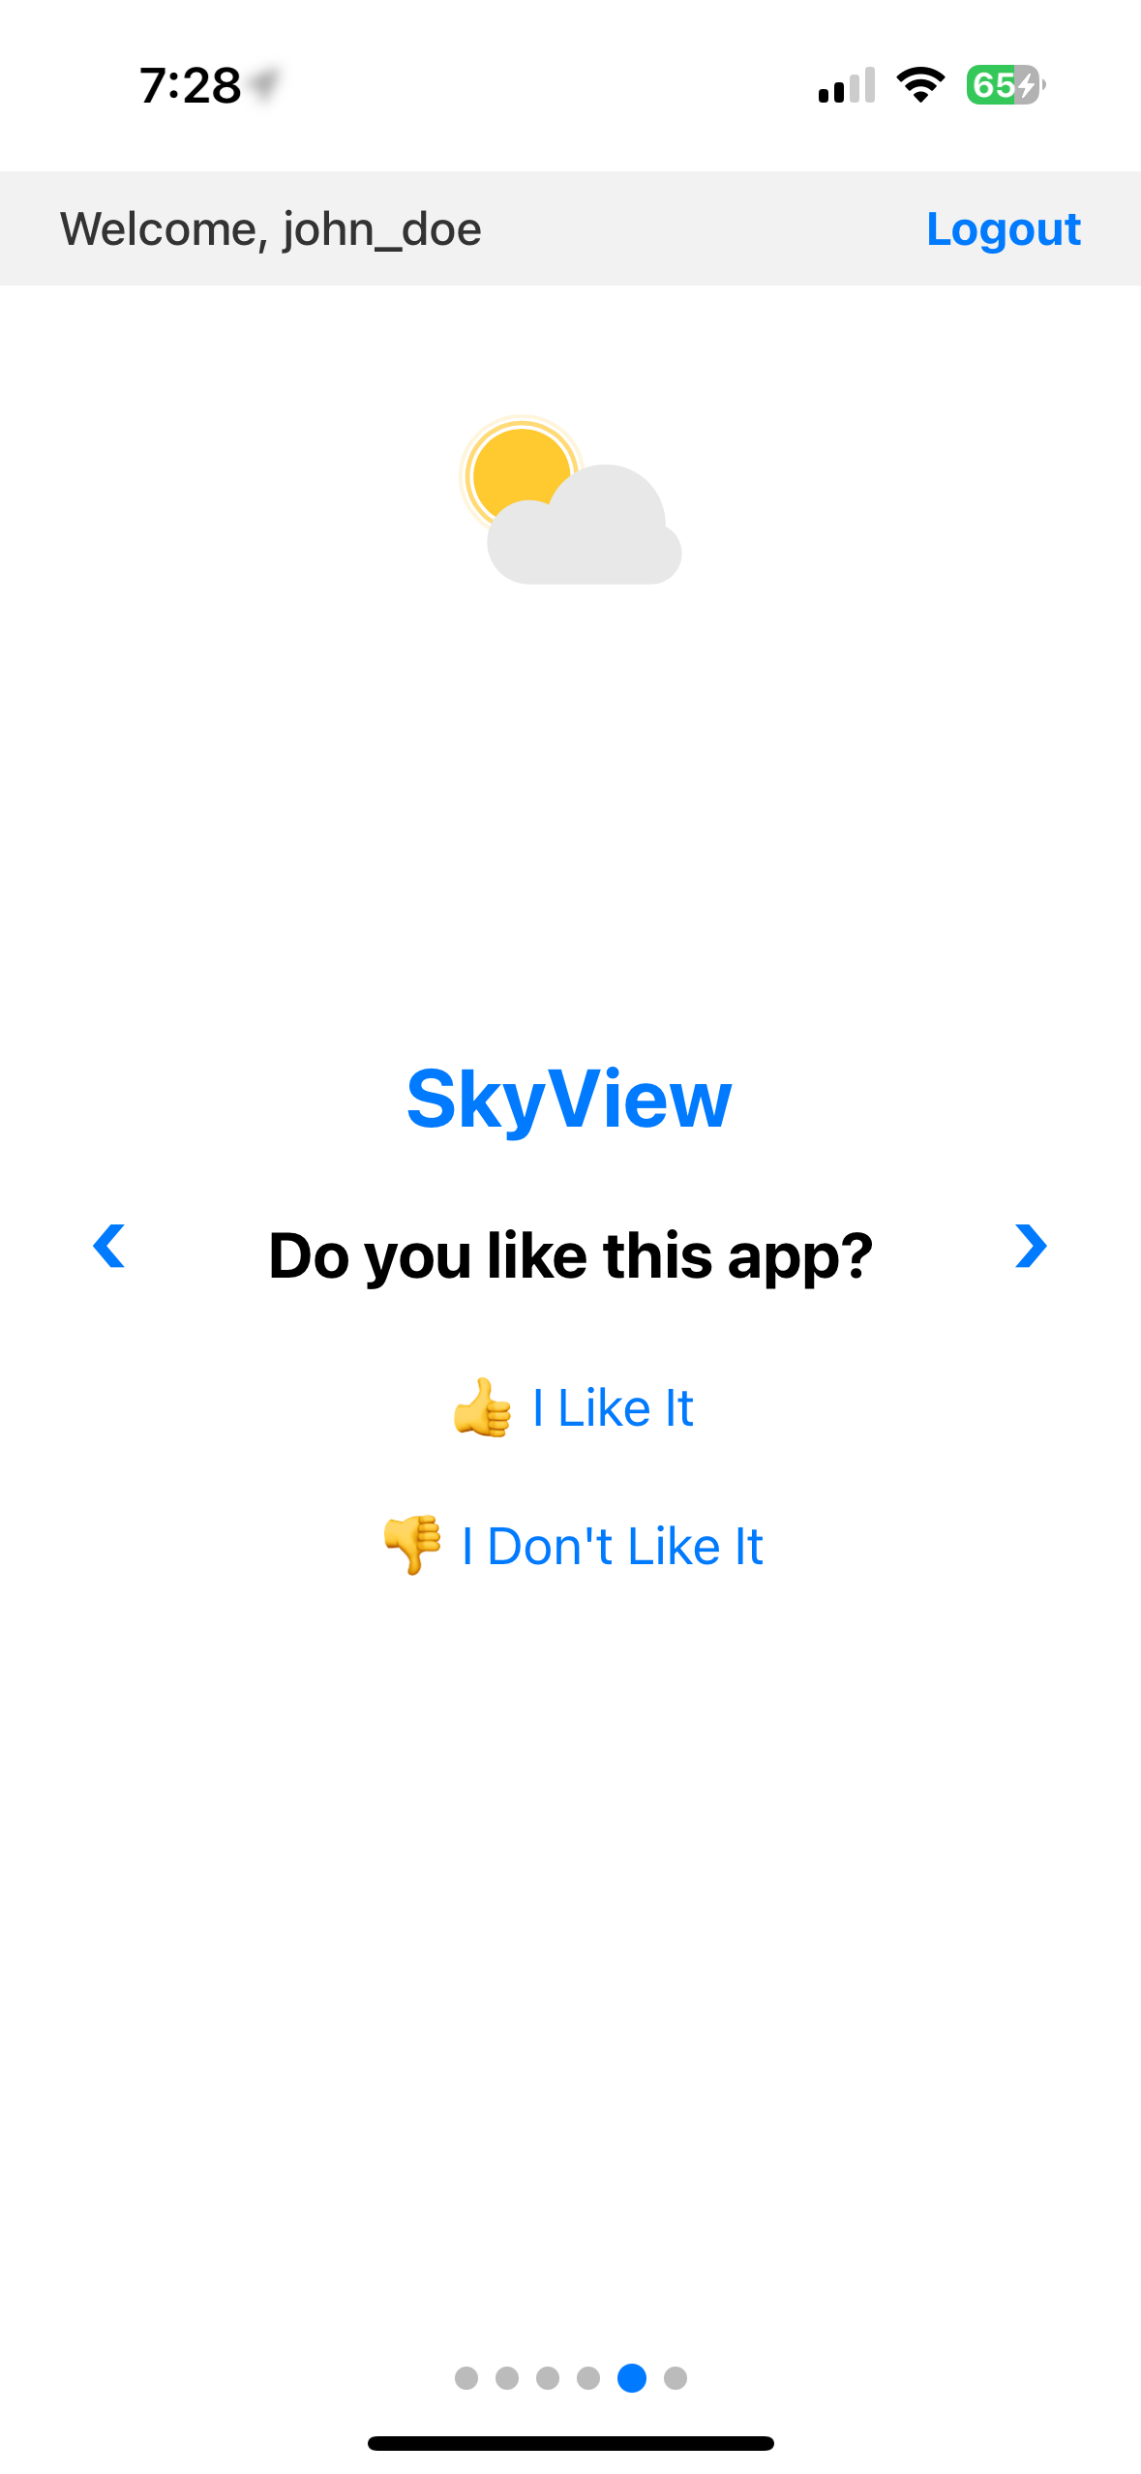 7:28
65
Welcome, john_doe
Logout
SkyView
Do you like this app?
👍 I Like It
👎 I Don't Like It